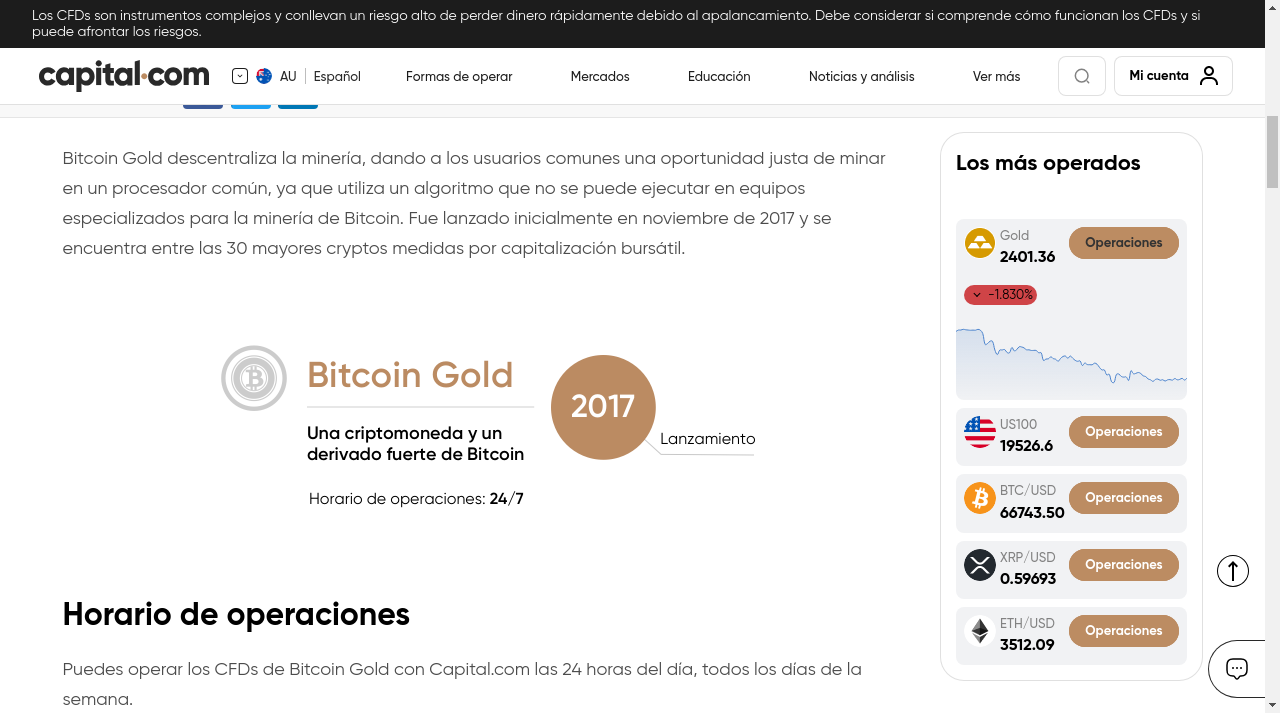 Los CFDs son instrumentos complejos y conllevan un riesgo alto de perder dinero rápidamente debido al apalancamiento. Debe considerar si comprende cómo funcionan los CFDs y si
puede afrontar los riesgos.
capital.com
AU
Español
Formas de operar
Mercados
Educación
Noticias y análisis
Ver más
Mi cuenta
Bitcoin Gold descentraliza la minería, dando a los usuarios comunes una oportunidad justa de minar
en un procesador común, ya que utiliza un algoritmo que no se puede ejecutar en equipos
especializados para la minería de Bitcoin. Fue lanzado inicialmente en noviembre de 2017 y se
encuentra entre las 30 mayores cryptos medidas por capitalización bursátil.
Bitcoin Gold
Una criptomoneda y un
derivado fuerte de Bitcoin
Horario de operaciones: 24/7
2017
Lanzamiento
Horario de operaciones
Puedes operar los CFDs de Bitcoin Gold con Capital.com las 24 horas del día, todos los días de la
semana.
Los más operados
Gold
2401.36
Operaciones
-1.830%
US100
19526.6
Operaciones
BTC/USD
66743.50
Operaciones
XRP/USD
0.59693
Operaciones
ETH/USD
3512.09
Operaciones